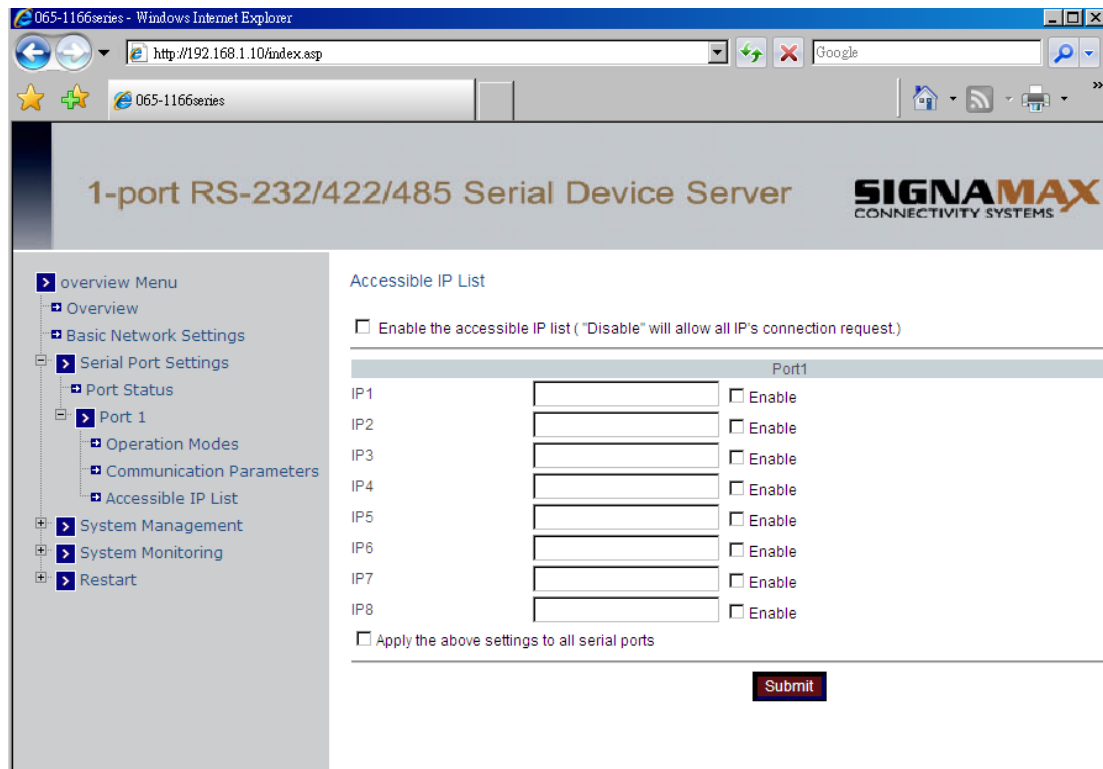 065-1166series - Windows Internet Explorer
http://192.168.1.10/index.asp
Google
065-1166series
»
1-port RS-232/422/485 Serial Device Server
SIGNAMAX
CONNECTIVITY SYSTEMS
overview Menu
Overview
Basic Network Settings
Serial Port Settings
Port Status
Port 1
Operation Modes
Communication Parameters
Accessible IP List
System Management
System Monitoring
Restart
Accessible IP List
Enable the accessible IP list ( "Disable" will allow all IP's connection request.)
Port1
IP1 Enable
IP2 Enable
IP3 Enable
IP4 Enable
IP5 Enable
IP6 Enable
IP7 Enable
IP8 Enable
Apply the above settings to all serial ports
Submit